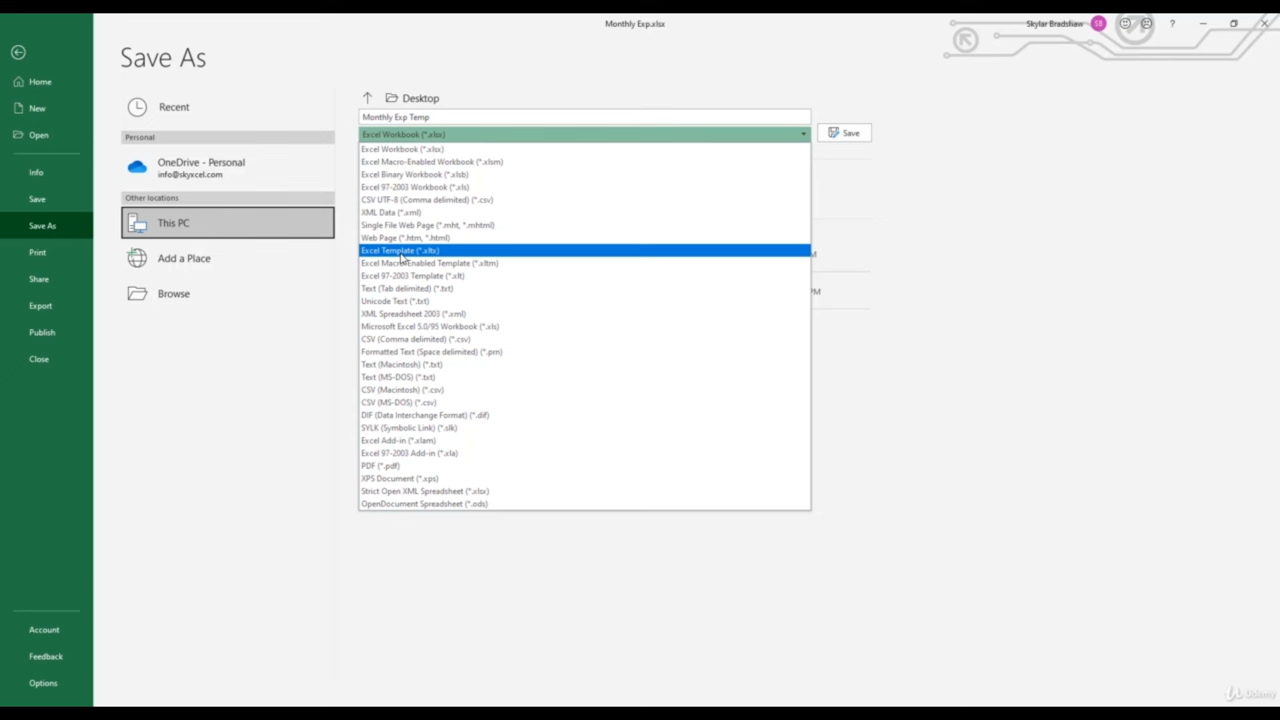 Monthly Exp.xlsx
Skylar Bradshaw
SB
?
Save As
Home
New
Open
Info
Save
Save As
Print
Share
Export
Publish
Close
Account
Feedback
Options
Recent
Personal
OneDrive - Personal
info@skyxcel.com
Other locations
This PC
Add a Place
Browse
Desktop
Monthly Exp Temp
Excel Workbook (*.xlsx)
Save
Excel Workbook (*.xlsx)
Excel Macro-Enabled Workbook (*.xlsm)
Excel Binary Workbook (*.xlsb)
Excel 97-2003 Workbook (*.xls)
CSV UTF-8 (Comma delimited) (*.csv)
XML Data (*.xml)
Single File Web Page (*.mht, *.mhtml)
Web Page (*.htm, *.html)
Excel Template (*.xltx)
Excel Macro-Enabled Template (*.xltm)
M
Excel 97-2003 Template (*.xlt)
Text (Tab delimited) (*.txt)
PM
Unicode Text (*.txt)
XML Spreadsheet 2003 (*.xml)
Microsoft Excel 5.0/95 Workbook (*.xls)
CSV (Comma delimited) (*.csv)
Formatted Text (Space delimited) (*.prn)
Text (Macintosh) (*.txt)
Text (MS-DOS) (*.txt)
CSV (Macintosh) (*.csv)
CSV (MS-DOS) (*.csv)
DIF (Data Interchange Format) (*.dif)
SYLK (Symbolic Link) (*.slk)
Excel Add-in (*.xlam)
Excel 97-2003 Add-in (*.xla)
PDF (*.pdf)
XPS Document (*.xps)
Strict Open XML Spreadsheet (*.xlsx)
OpenDocument Spreadsheet (*.ods)
Udemy